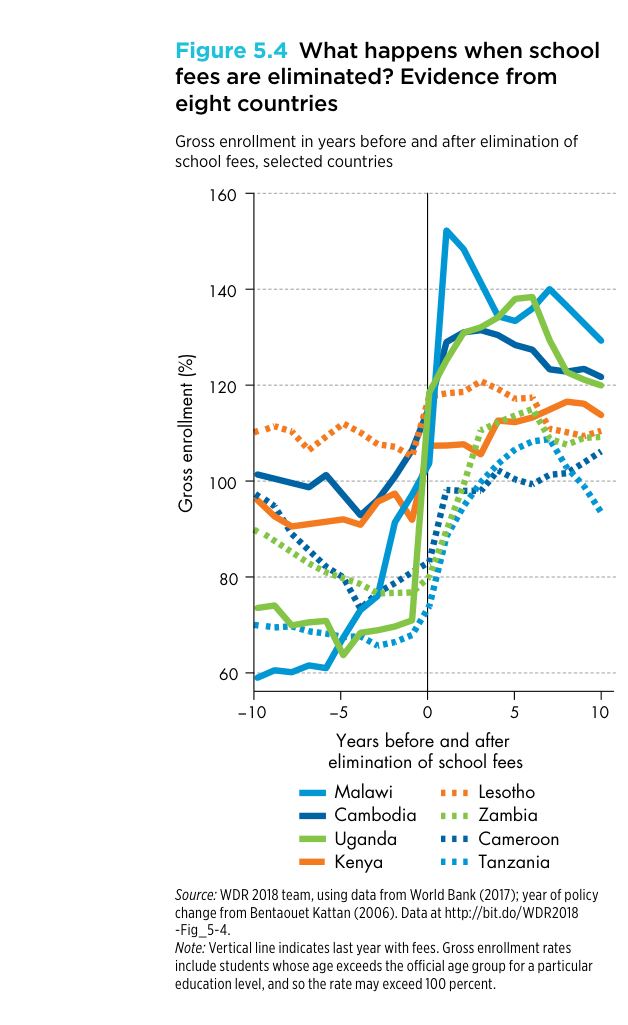 Figure 5.4 What happens when school
fees are eliminated? Evidence from
eight countries
Gross enrollment in years before and after elimination of
school fees, selected countries
160
140
120
100
80
60
Gross enrollment (%)
–10
–5
0
5
10
Years before and after
elimination of school fees
Malawi
Cambodia
Uganda
Kenya
Lesotho
Zambia
Cameroon
Tanzania
Source: WDR 2018 team, using data from World Bank (2017); year of policy
change from Bentaouet Kattan (2006). Data at http://bit.do/WDR2018
-Fig_5-4.
Note: Vertical line indicates last year with fees. Gross enrollment rates
include students whose age exceeds the official age group for a particular
education level, and so the rate may exceed 100 percent.